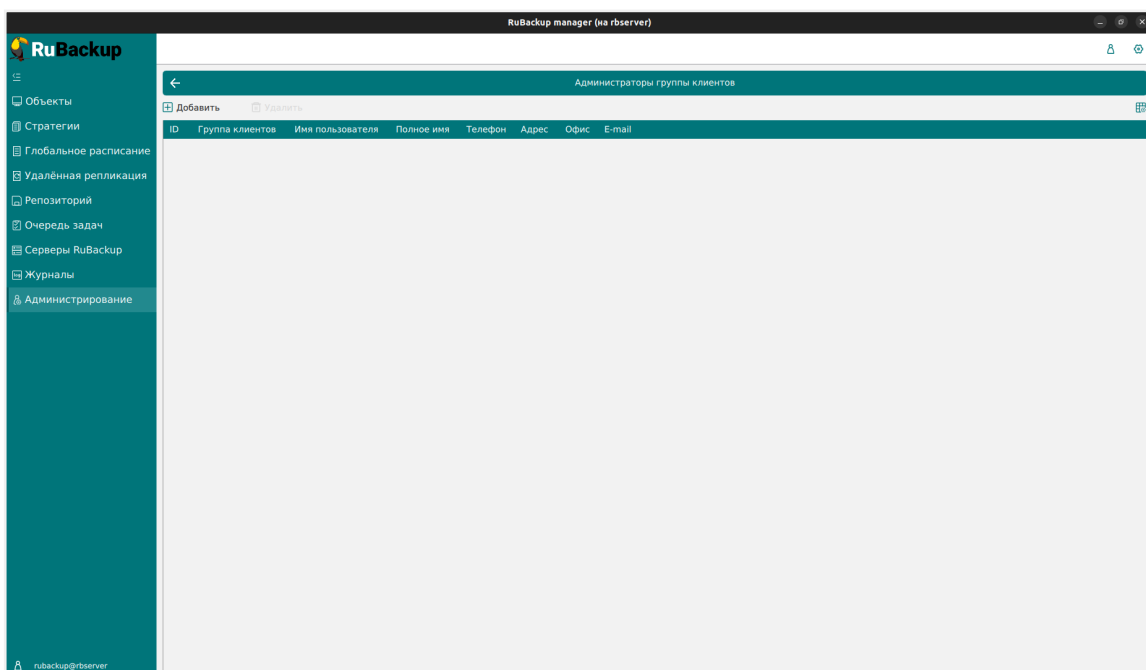 RuBackup manager (на rbserver)
RuBackup
Объекты
Стратегии
Глобальное расписание
Удалённая репликация
Репозиторий
Очередь задач
Серверы RuBackup
Журналы
Администрирование
rubackup@rbserver
Администраторы группы клиентов
Добавить Удалить
ID Группа клиентов Имя пользователя Полное имя Телефон Адрес Офис E-mail